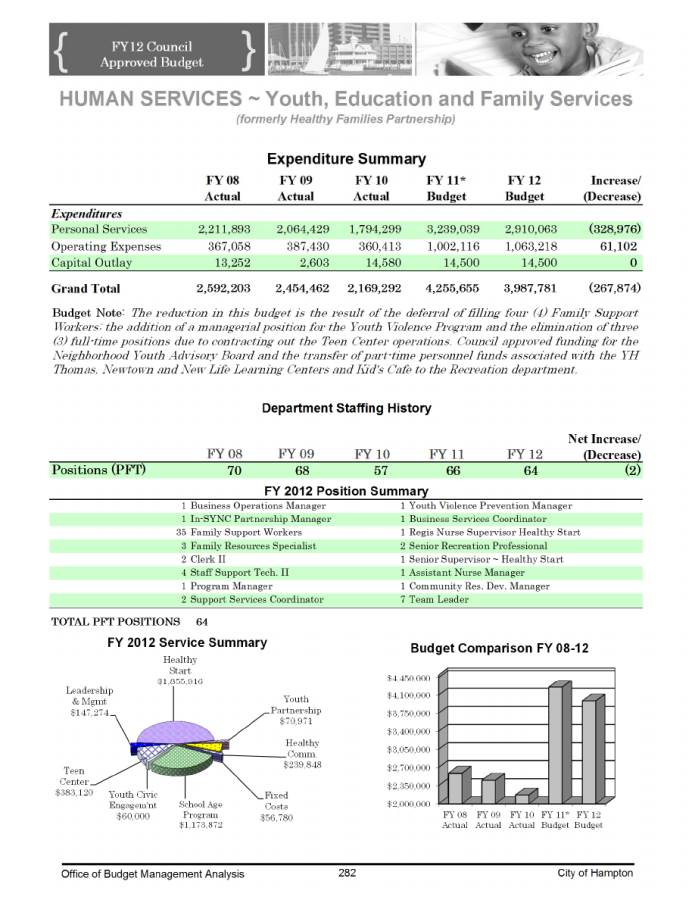 FY12 Council
Approved Budget
HUMAN SERVICES ~ Youth, Education and Family Services
(formerly Healthy Families Partnership)
Expenditure Summary
FY 08 FY 09 FY 10 FY 11* FY 12 Increase/
Actual Actual Actual Budget Budget (Decrease)
Expenditures
Personal Services 2,211,893 2,064,429 1,794,299 3,239,039 2,910,063 (328,976)
Operating Expenses 367,058 387,430 360,413 1,002,116 1,063,218 61,102
Capital Outlay 13,252 2,603 14,580 14,500 14,500 0
Grand Total 2,592,203 2,454,462 2,169,292 4,255,655 3,987,781 (267,874)
Budget Note: The reduction in this budget is the result of the deferral of filling four (4) Family Support
Workers; the addition of a managerial position for the Youth Violence Program and the elimination of three
(3) full-time positions due to contracting out the Teen Center operations. Council approved funding for the
Neighborhood Youth Advisory Board and the transfer of part-time personnel funds associated with the YH
Thomas, Newtown and New Life Learning Centers and Kid's Cafe to the Recreation department.
Department Staffing History
Net Increase/
FY 08 FY 09 FY 10 FY 11 FY 12 (Decrease)
Positions (PFT) 70 68 57 66 64 (2)
FY 2012 Position Summary
1 Business Operations Manager 1 Youth Violence Prevention Manager
1 In-SYNC Partnership Manager 1 Business Services Coordinator
35 Family Support Workers 1 Regis Nurse Supervisor Healthy Start
3 Family Resources Specialist 2 Senior Recreation Professional
2 Clerk II 1 Senior Supervisor ~ Healthy Start
4 Staff Support Tech. II 1 Assistant Nurse Manager
1 Program Manager 1 Community Res. Dev. Manager
2 Support Services Coordinator 7 Team Leader
TOTAL PFT POSITIONS 64
FY 2012 Service Summary
Healthy
Start
$1,855,916
Leadership
& Mgmt
$147,274
Youth
Partnership
$70,971
Healthy
Comm.
$239,848
Teen
Center
$383,120
Youth Civic
Engagem'nt
$60,000
School Age
Program
$1,173,872
Fixed
Costs
$56,780
Budget Comparison FY 08-12
$4,450,000
$4,100,000
$3,750,000
$3,400,000
$3,050,000
$2,700,000
$2,350,000
$2,000,000
FY 08 FY 09 FY 10 FY 11* FY 12
Actual Actual Actual Budget Budget
Office of Budget Management Analysis 282 City of Hampton